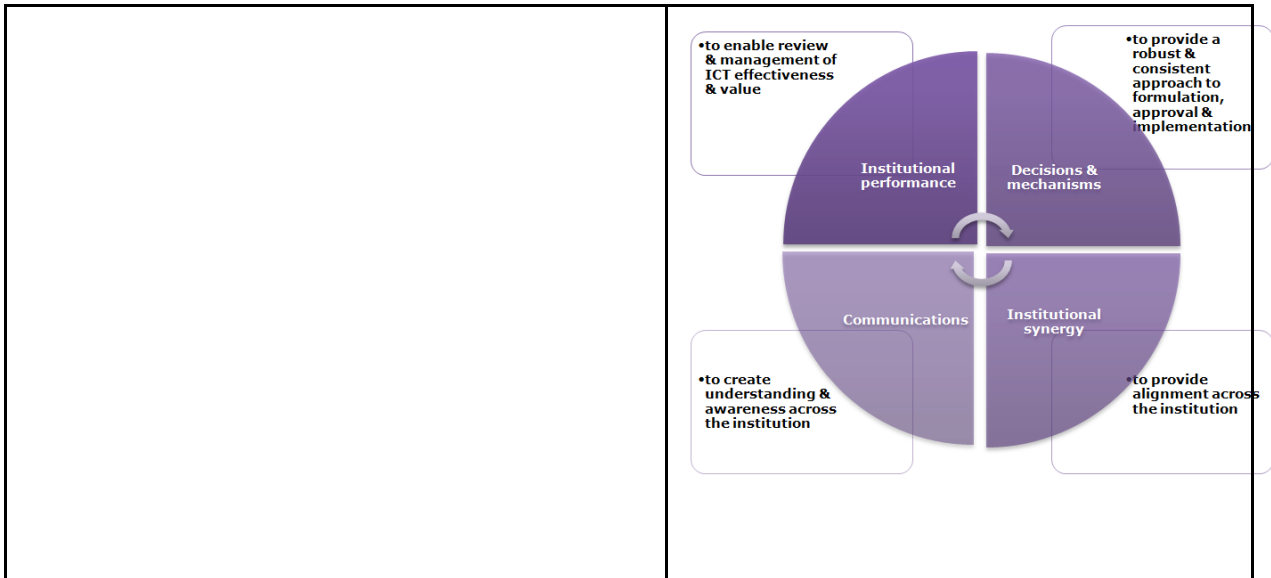 •to enable review
& management of
ICT effectiveness
& value
•to provide a
robust &
consistent
approach to
formulation,
approval &
implementation
Institutional
performance
Decisions &
mechanisms
Communications
Institutional
synergy
•to create
understanding &
awareness across
the institution
•to provide
alignment across
the institution